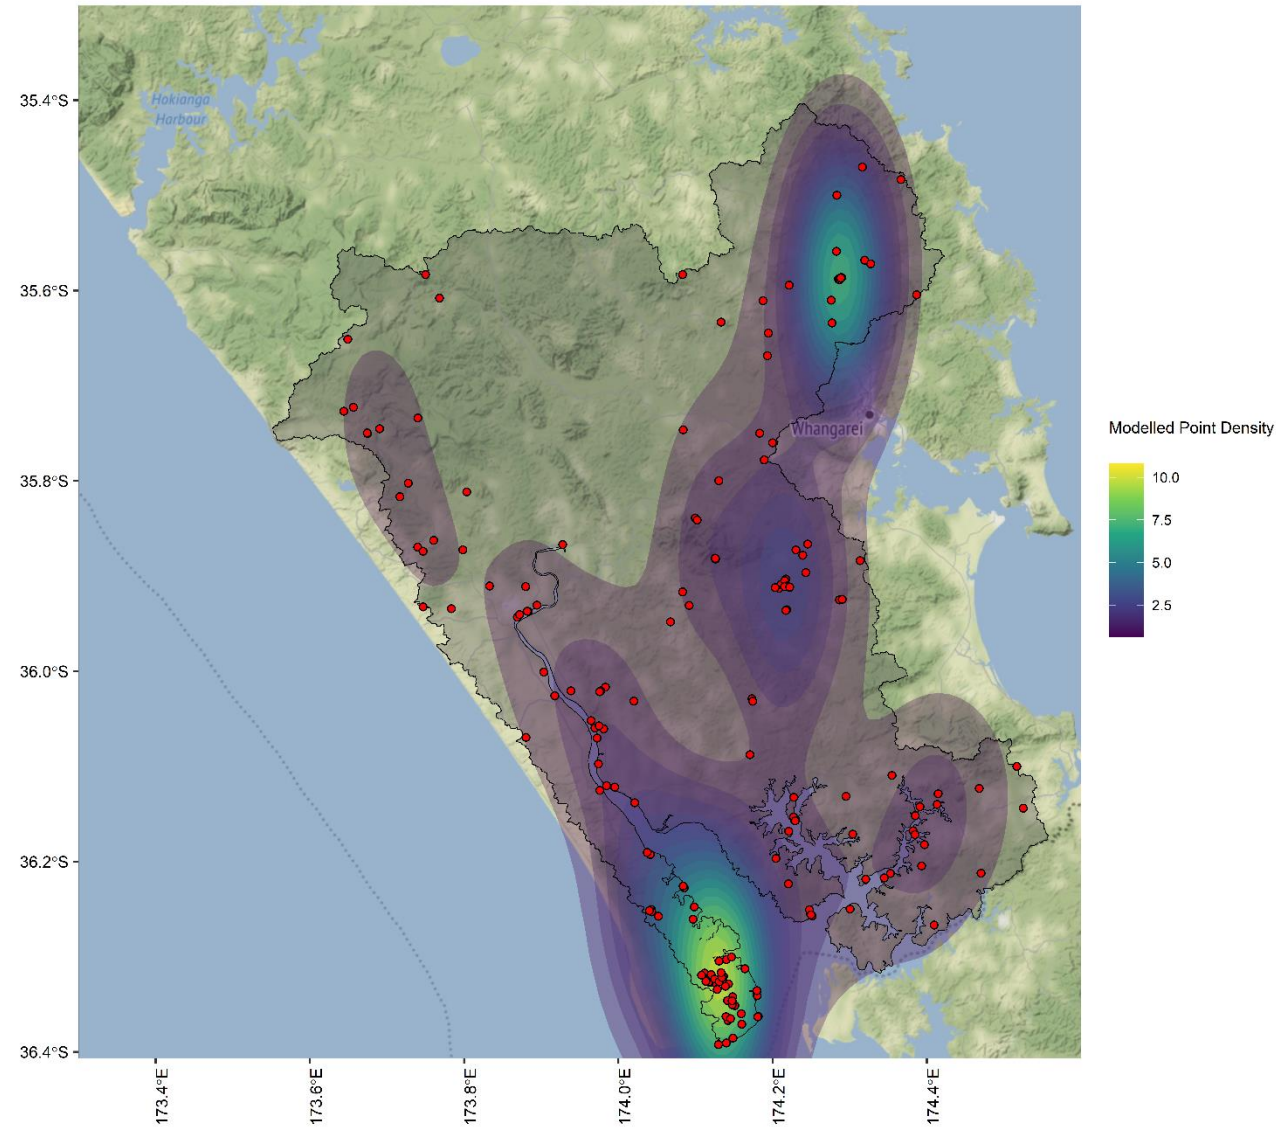 35.4°S
35.6°S
35.8°S
36.0°S
36.2°S
36.4°S
Hokianga
Harbour
Whangarei
Modelled Point Density
10.0
7.5
5.0
2.5
173.4°E
173.6°E
173.8°E
174.0°E
174.2°E
174.4°E